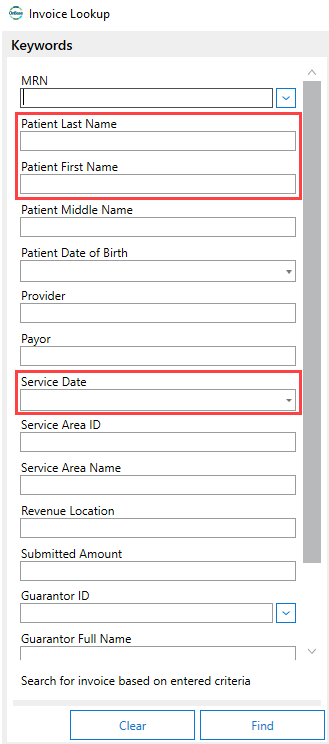 OnBase
Invoice Lookup
Keywords
MRN
Patient Last Name
Patient First Name
Patient Middle Name
Patient Date of Birth
Provider
Payor
Service Date
Service Area ID
Service Area Name
Revenue Location
Submitted Amount
Guarantor ID
Guarantor Full Name
Search for invoice based on entered criteria
Clear
Find